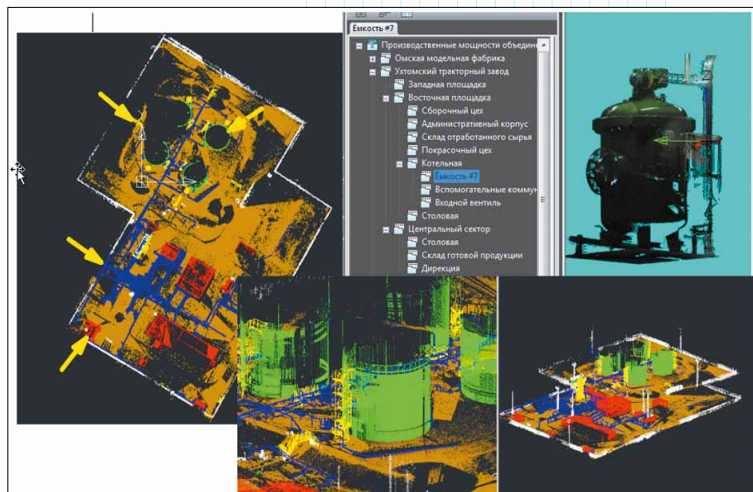 Емкость #7
Производственные мощности объедине
Омская модельная фабрика
Ухтомский тракторный завод
Западная площадка
Восточная площадка
Сборочный цех
Административный корпус
Склад отработанного сырья
Покрасочный цех
Котельная
Емкость #7
Вспомогательные коммун
Входной вентиль
Столовая
Центральный сектор
Столовая
Склад готовой продукции
Дирекция